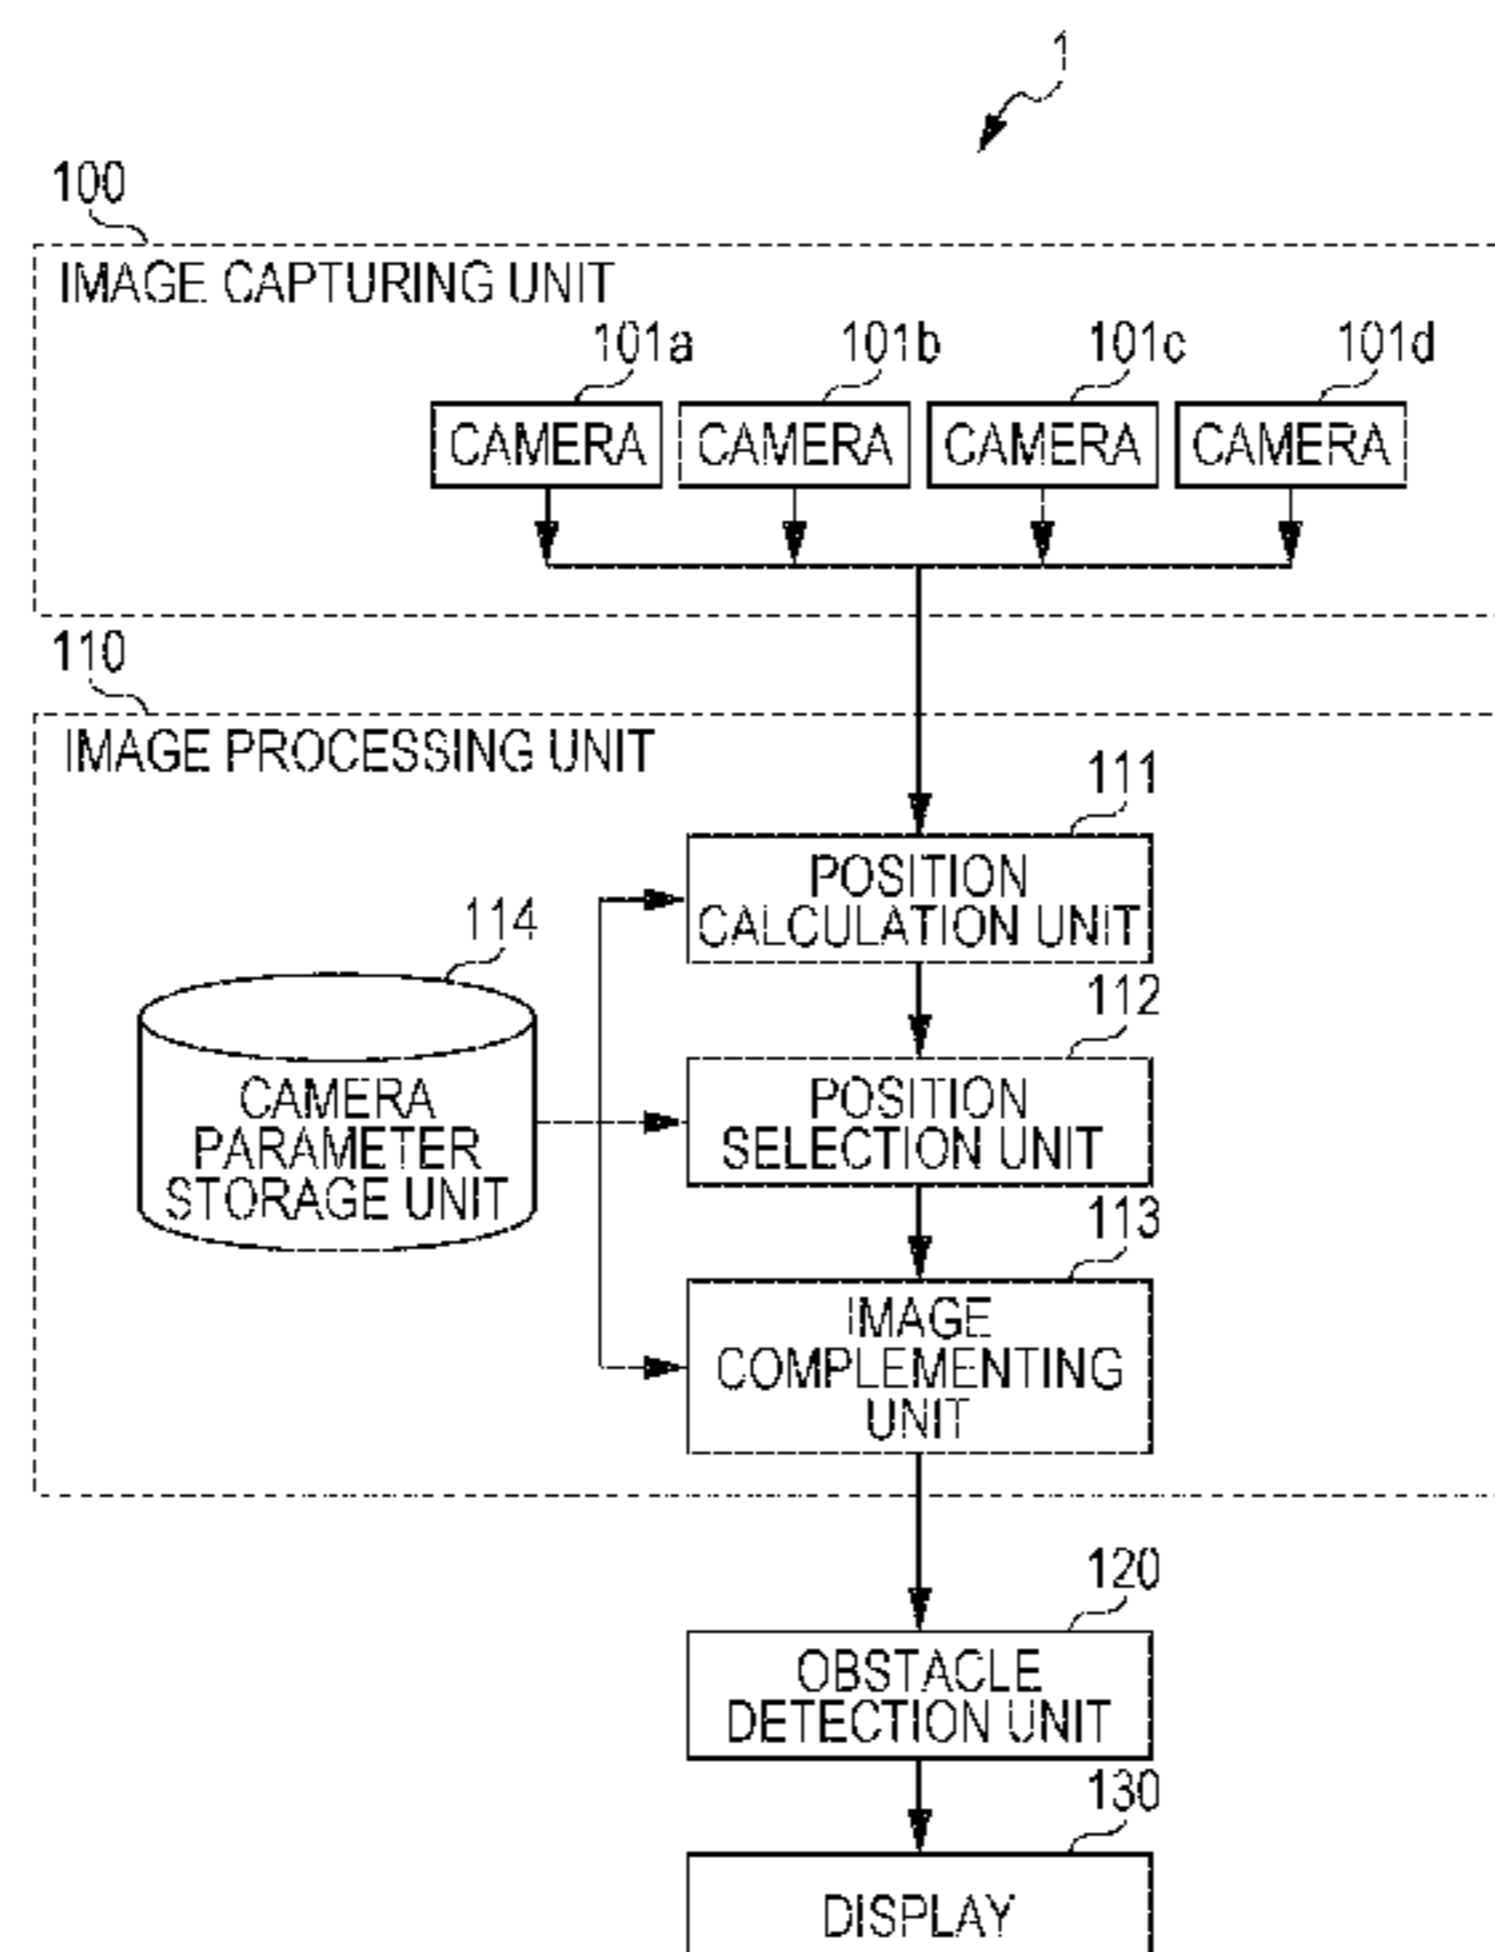 1
100
IMAGE CAPTURING UNIT
101a 101b 101c 101d
CAMERA CAMERA CAMERA CAMERA
110
IMAGE PROCESSING UNIT
111
POSITION
CALCULATION UNIT
114
CAMERA
PARAMETER
STORAGE UNIT
112
POSITION
SELECTION UNIT
113
IMAGE
COMPLEMENTING
UNIT
120
OBSTACLE
DETECTION UNIT
130
DISPLAY